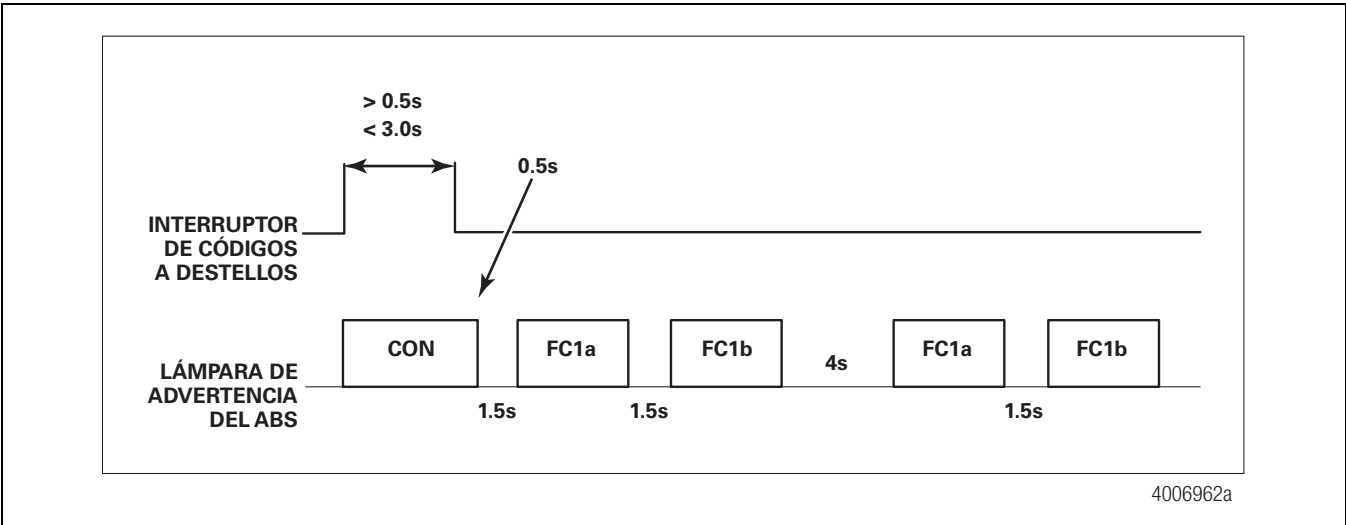 > 0.5s
< 3.0s
0.5s
INTERRUPTOR
DE CÓDIGOS
A DESTELLOS
CON
FC1a
FC1b
4s
FC1a
FC1b
LÁMPARA DE
ADVERTENCIA
DEL ABS
1.5s
1.5s
1.5s
4006962a